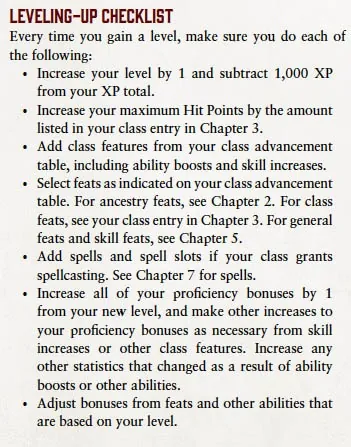 LEVELING-UP CHECKLIST
Every time you gain a level, make sure you do each of
the following:
• Increase your level by 1 and subtract 1,000 XP
from your XP total.
• Increase your maximum Hit Points by the amount
listed in your class entry in Chapter 3.
• Add class features from your class advancement
table, including ability boosts and skill increases.
• Select feats as indicated on your class advancement
table. For ancestry feats, see Chapter 2. For class
feats, see your class entry in Chapter 3. For general
feats and skill feats, see Chapter 5.
• Add spells and spell slots if your class grants
spellcasting. See Chapter 7 for spells.
• Increase all of your proficiency bonuses by 1
from your new level, and make other increases to
your proficiency bonuses as necessary from skill
increases or other class features. Increase any
other statistics that changed as a result of ability
boosts or other abilities.
• Adjust bonuses from feats and other abilities that
are based on your level.